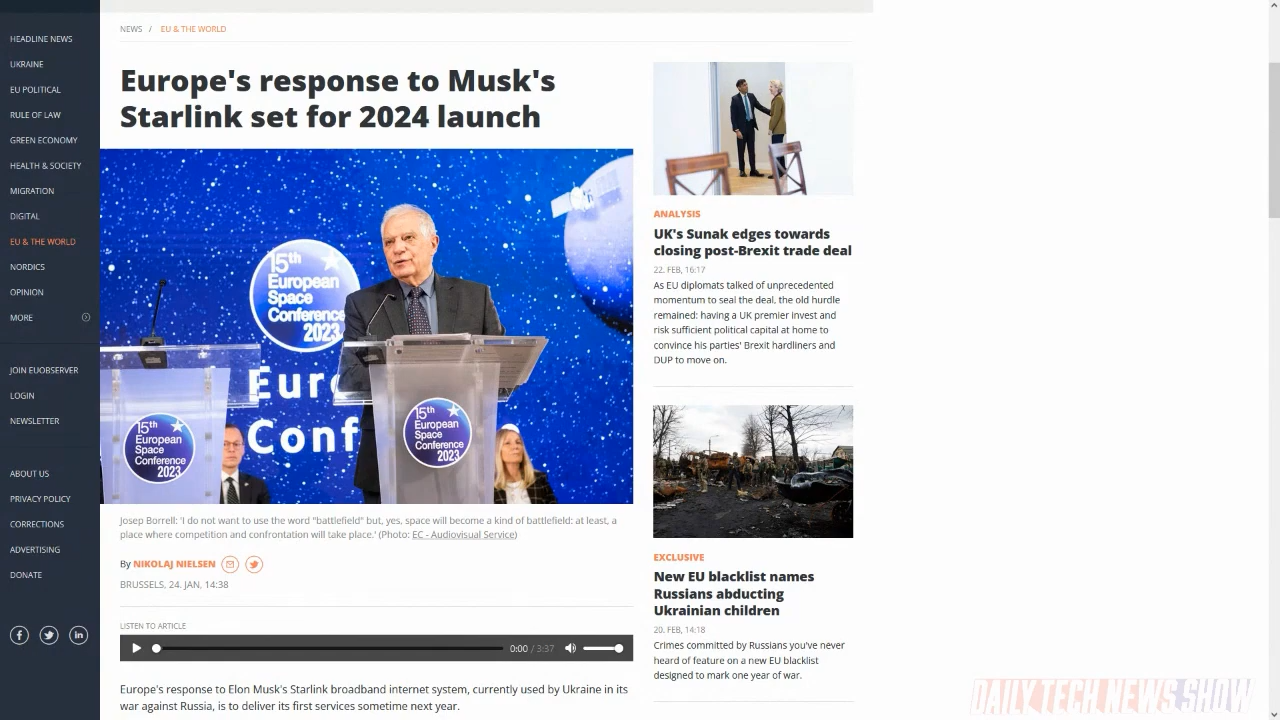 HEADLINE NEWS
UKRAINE
EU POLITICAL
RULE OF LAW
GREEN ECONOMY
HEALTH & SOCIETY
MIGRATION
DIGITAL
EU & THE WORLD
NORDICS
OPINION
MORE
JOIN EUOBSERVER
LOGIN
NEWSLETTER
ABOUT US
PRIVACY POLICY
CORRECTIONS
ADVERTISING
DONATE
NEWS / EU & THE WORLD
Europe's response to Musk's
Starlink set for 2024 launch
15th
European
Space
Conference
2023
Euro
Conf
15th
European
Space
Conference
2023
15th
European
Space
Conference
2023
Josep Borrell: 'I do not want to use the word "battlefield" but, yes, space will become a kind of battlefield: at least, a
place where competition and confrontation will take place.' (Photo: EC - Audiovisual Service)
By NIKOLAJ NIELSEN
BRUSSELS, 24. JAN, 14:38
LISTEN TO ARTICLE
0:00 / 3:37
Europe's response to Elon Musk's Starlink broadband internet system, currently used by Ukraine in its
war against Russia, is to deliver its first services sometime next year.
ANALYSIS
UK's Sunak edges towards
closing post-Brexit trade deal
22. FEB, 16:17
As EU diplomats talked of unprecedented
momentum to seal the deal, the old hurdle
remained: having a UK premier invest and
risk sufficient political capital at home to
convince his parties' Brexit hardliners and
DUP to move on.
EXCLUSIVE
New EU blacklist names
Russians abducting
Ukrainian children
20. FEB, 14:18
Crimes committed by Russians you've never
heard of feature on a new EU blacklist
designed to mark one year of war.
DAILY TECH NEWS SHOW